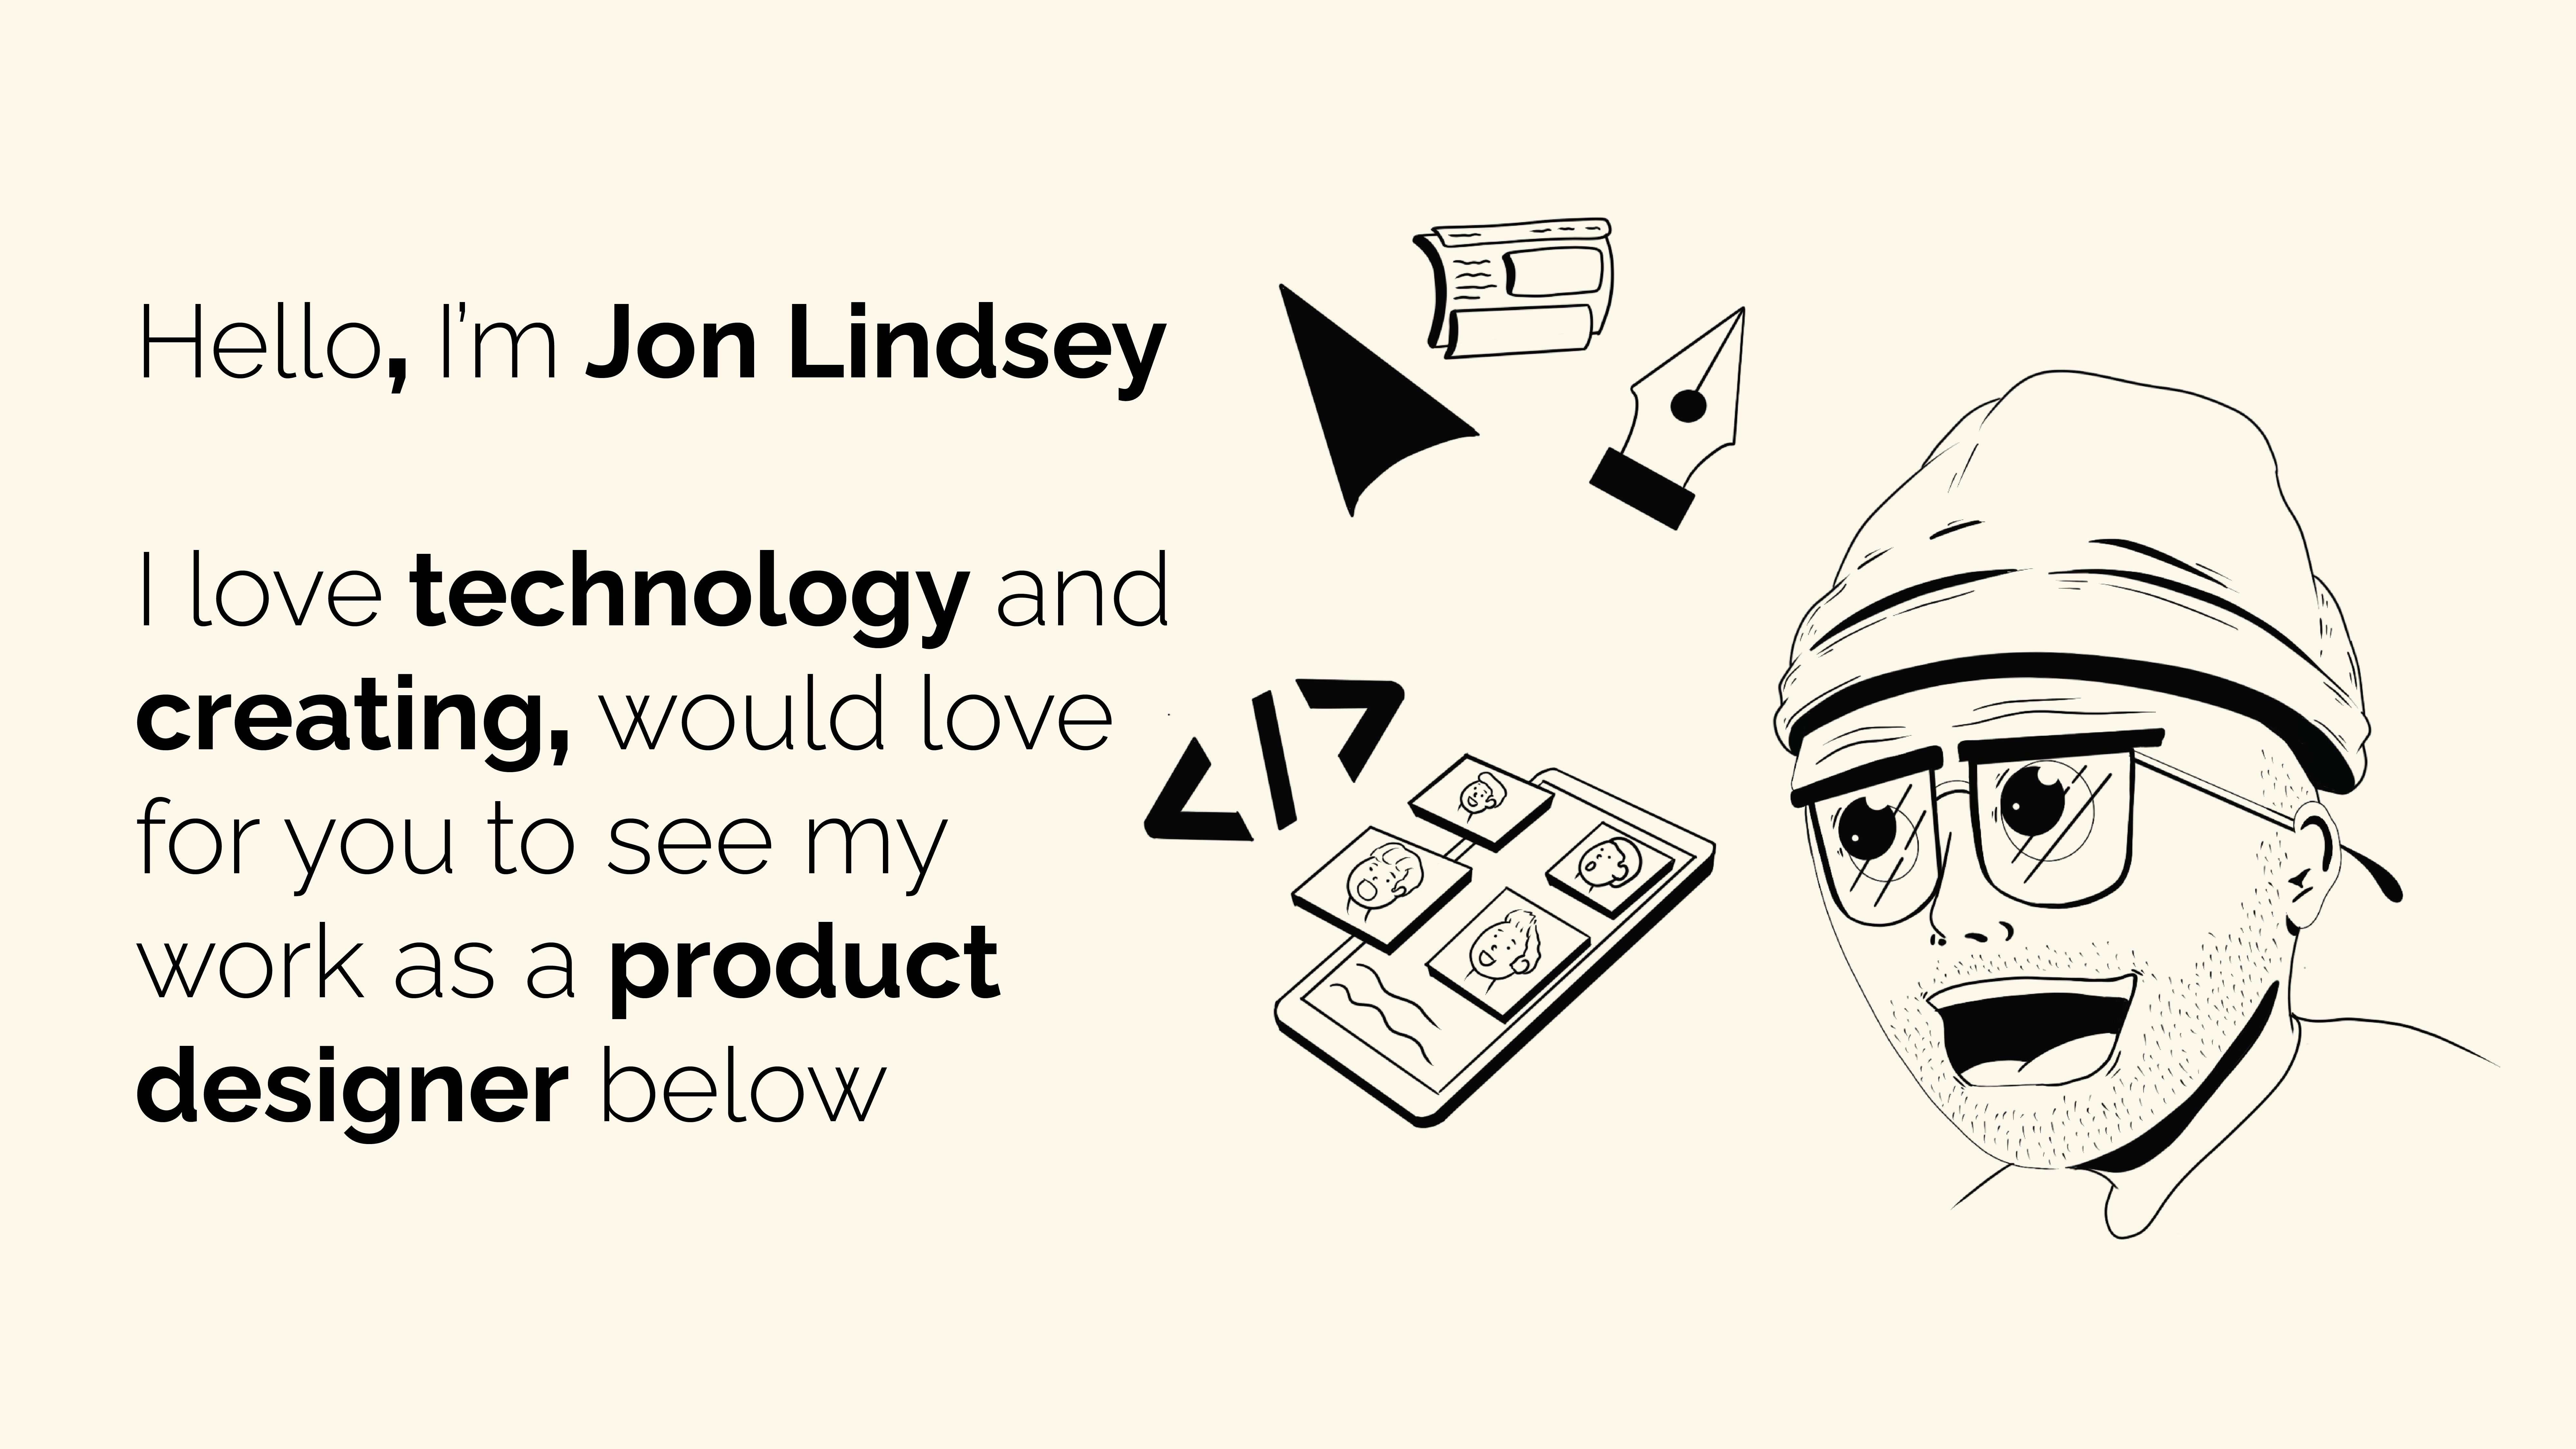 Hello, I’m Jon Lindsey
I love technology and
creating, would love
for you to see my
work as a product
designer below